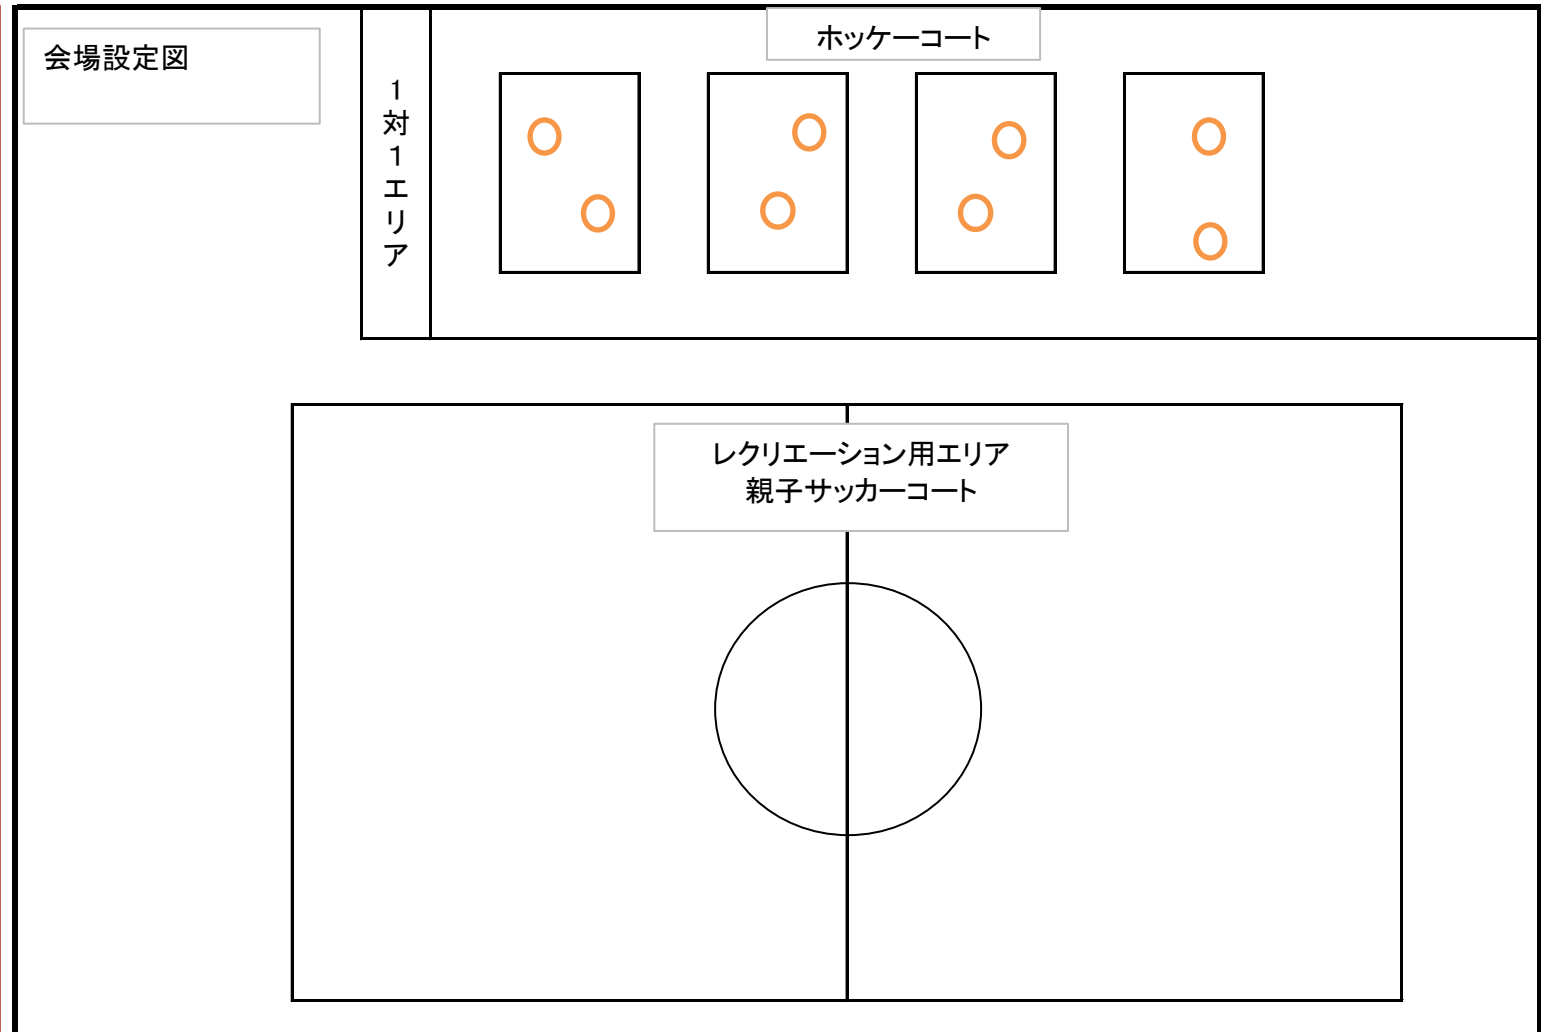 会場設定図
ホッケーコート
1対1エリア
レクリエーション用エリア
親子サッカーコート